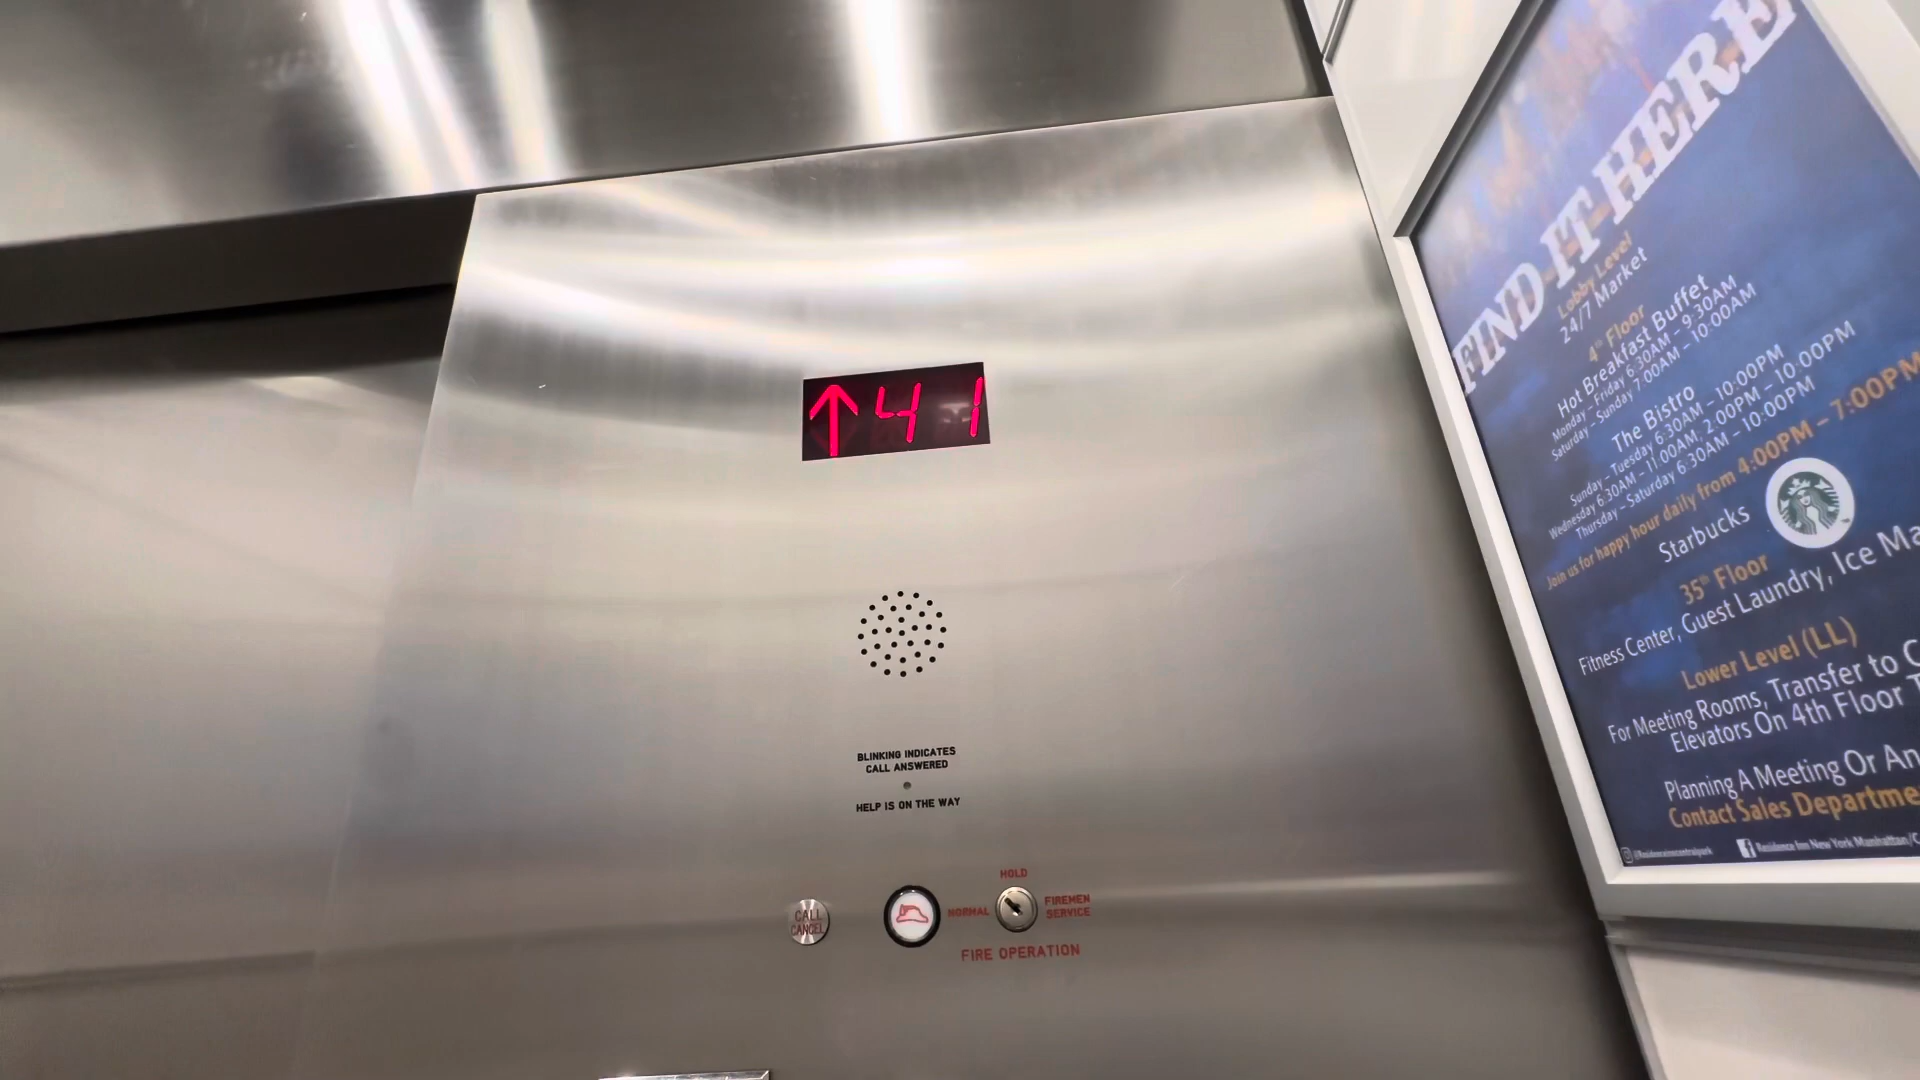 ↑41
BLINKING INDICATES
CALL ANSWERED
HELP IS ON THE WAY
CALL
CANCEL
HOLD
NORMAL
FIREMEN
SERVICE
FIRE OPERATION
FIND IT HERE
Lobby Level
24/7 Market
4th Floor
Hot Breakfast Buffet
Monday – Friday 6:30AM – 9:30AM
Saturday – Sunday 7:00AM – 10:00AM
The Bistro
Sunday – Tuesday 6:30AM – 10:00PM
Wednesday 6:30AM – 11:00AM, 2:00PM – 10:00PM
Thursday – Saturday 6:30AM – 10:00PM
Join us for happy hour daily from 4:00PM – 7:00PM
Starbucks
35th Floor
Fitness Center, Guest Laundry, Ice Ma
Lower Level (LL)
For Meeting Rooms, Transfer to C
Elevators On 4th Floor T
Planning A Meeting Or An
Contact Sales Departme
Residence Inn New York Manhattan/C